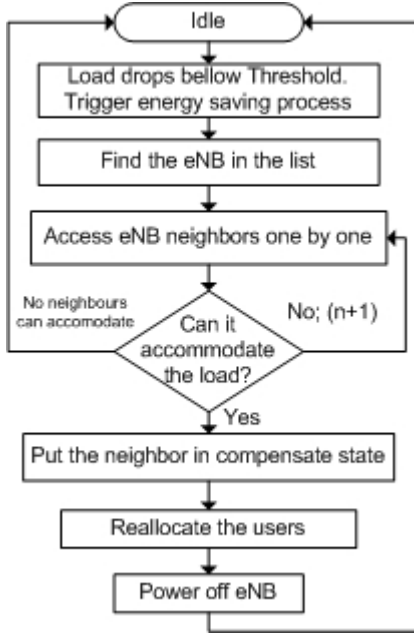 Idle
Load drops bellow Threshold.
Trigger energy saving process
Find the eNB in the list
Access eNB neighbors one by one
No neighbours
can accomodate
No; (n+1)
Can it
accommodate
the load?
Yes
Put the neighbor in compensate state
Reallocate the users
Power off eNB